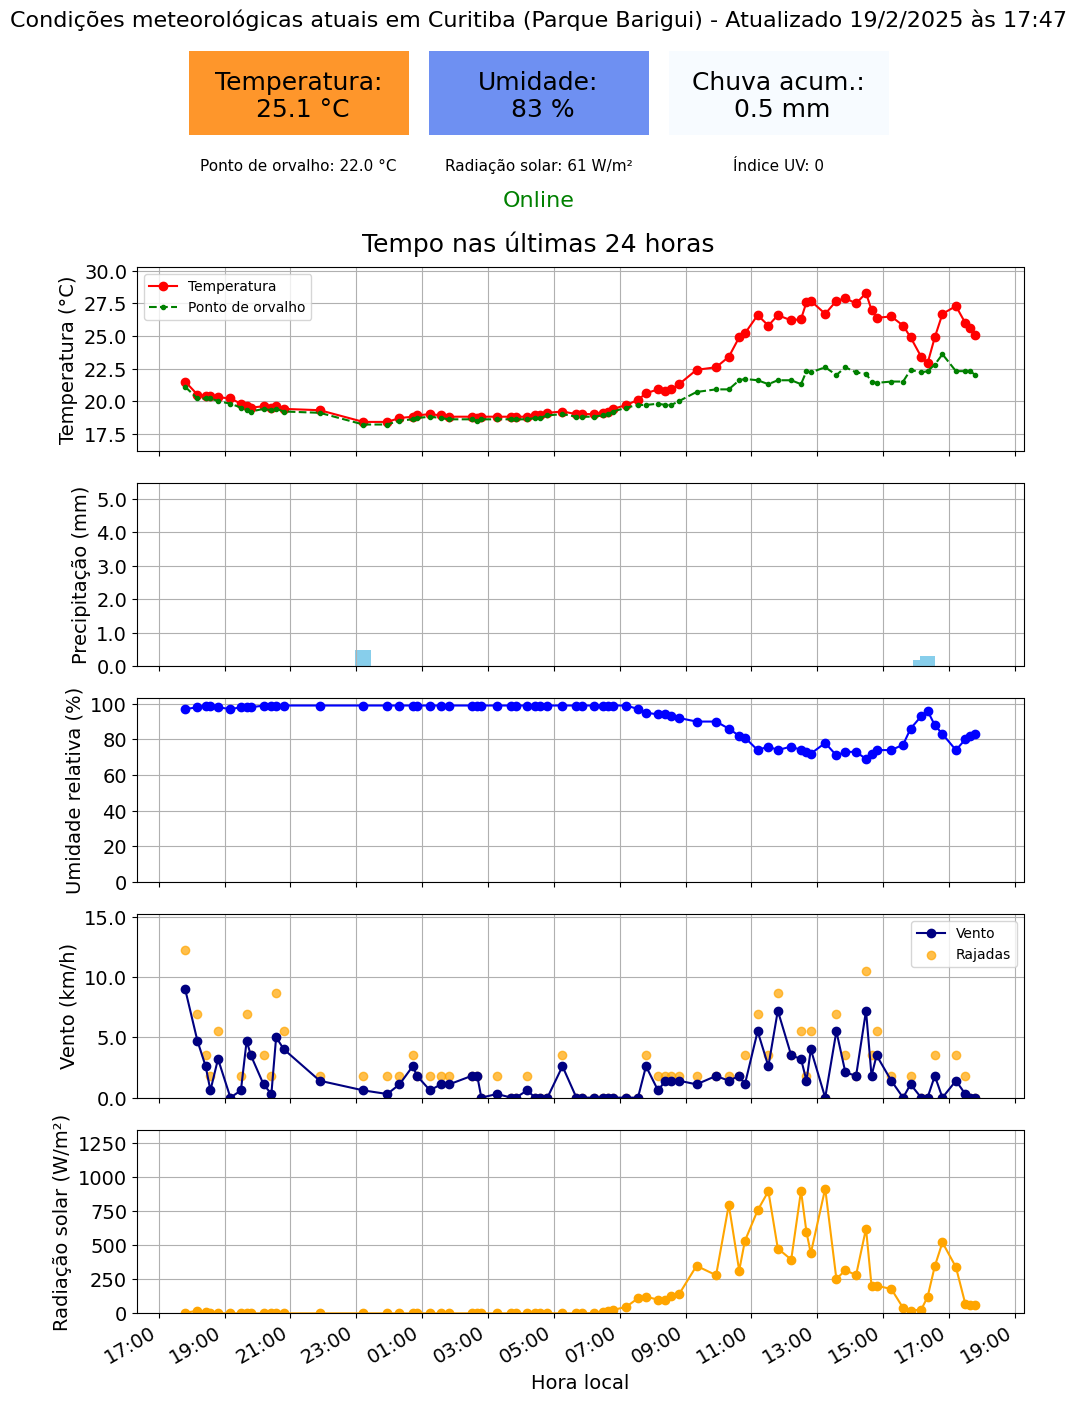 Condições meteorológicas atuais em Curitiba (Parque Barigui) - Atualizado 19/2/2025 às 17:47
Temperatura:
25.1 °C
Umidade:
83 %
Chuva acum.:
0.5 mm
Ponto de orvalho: 22.0 °C
Radiação solar: 61 W/m²
Índice UV: 0
Online
Tempo nas últimas 24 horas
Temperatura (°C)
30.0
27.5
25.0
22.5
20.0
17.5
Temperatura
Ponto de orvalho
Precipitação (mm)
5.0
4.0
3.0
2.0
1.0
0.0
Umidade relativa (%)
100
80
60
40
20
0
Vento (km/h)
15.0
10.0
5.0
0.0
Vento
Rajadas
Radiação solar (W/m²)
1250
1000
750
500
250
0
17:00
19:00
21:00
23:00
01:00
03:00
05:00
07:00
09:00
11:00
13:00
15:00
17:00
19:00
Hora local